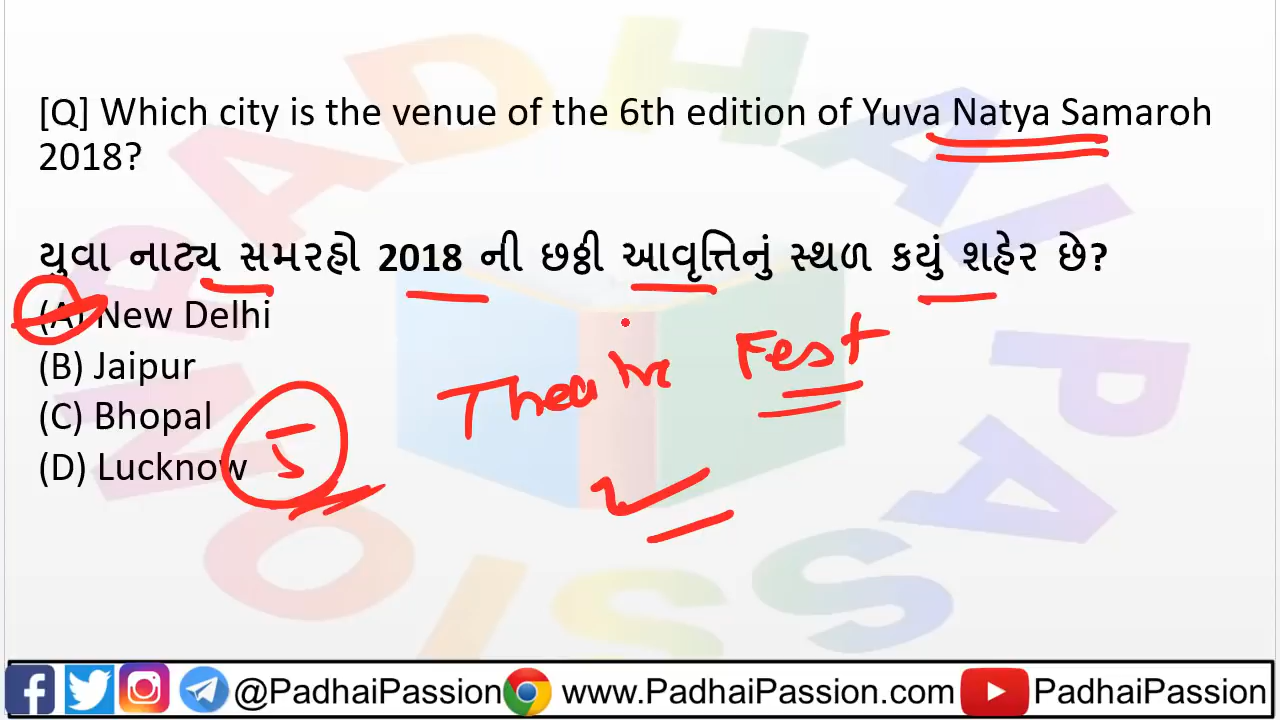 [Q] Which city is the venue of the 6th edition of Yuva Natya Samaroh
2018?
યુવા નાટ્ય સમરહો 2018 ની છઠ્ઠી આવૃત્તિનું સ્થળ કયું શહેર છે?
(A) New Delhi
(B) Jaipur
(C) Bhopal
(D) Lucknow
5
Fest
@PadhaiPassion www.PadhaiPassion.com PadhaiPassion